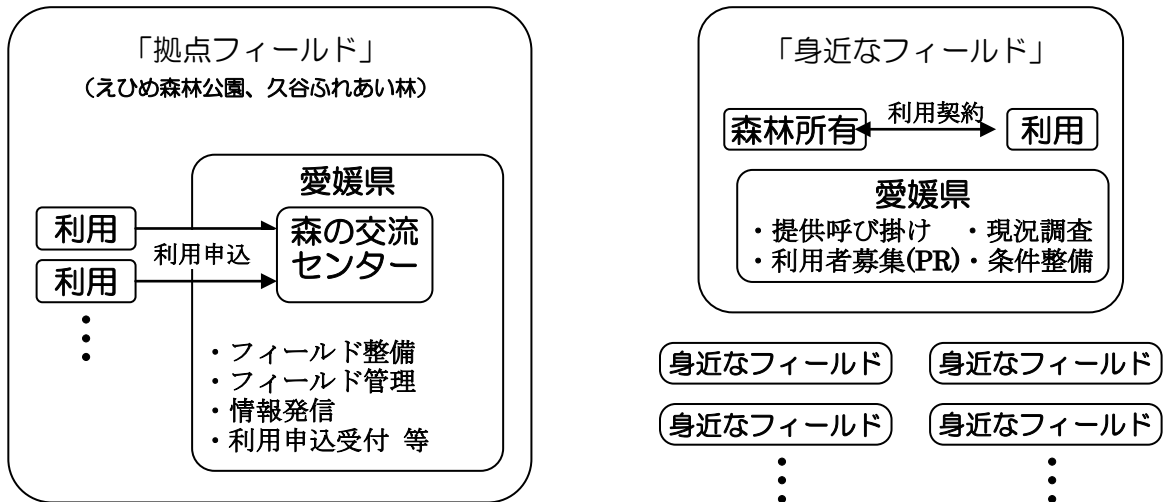 「拠点フィールド」
（えひめ森林公園、久谷ふれあい林）
愛媛県
利用
利用
利用申込
森の交流
センター
・フィールド整備
・フィールド管理
・情報発信
・利用申込受付 等
「身近なフィールド」
森林所有
利用契約
利用
愛媛県
・提供呼び掛け ・現況調査
・利用者募集(PR)・条件整備
身近なフィールド
身近なフィールド
身近なフィールド
身近なフィールド